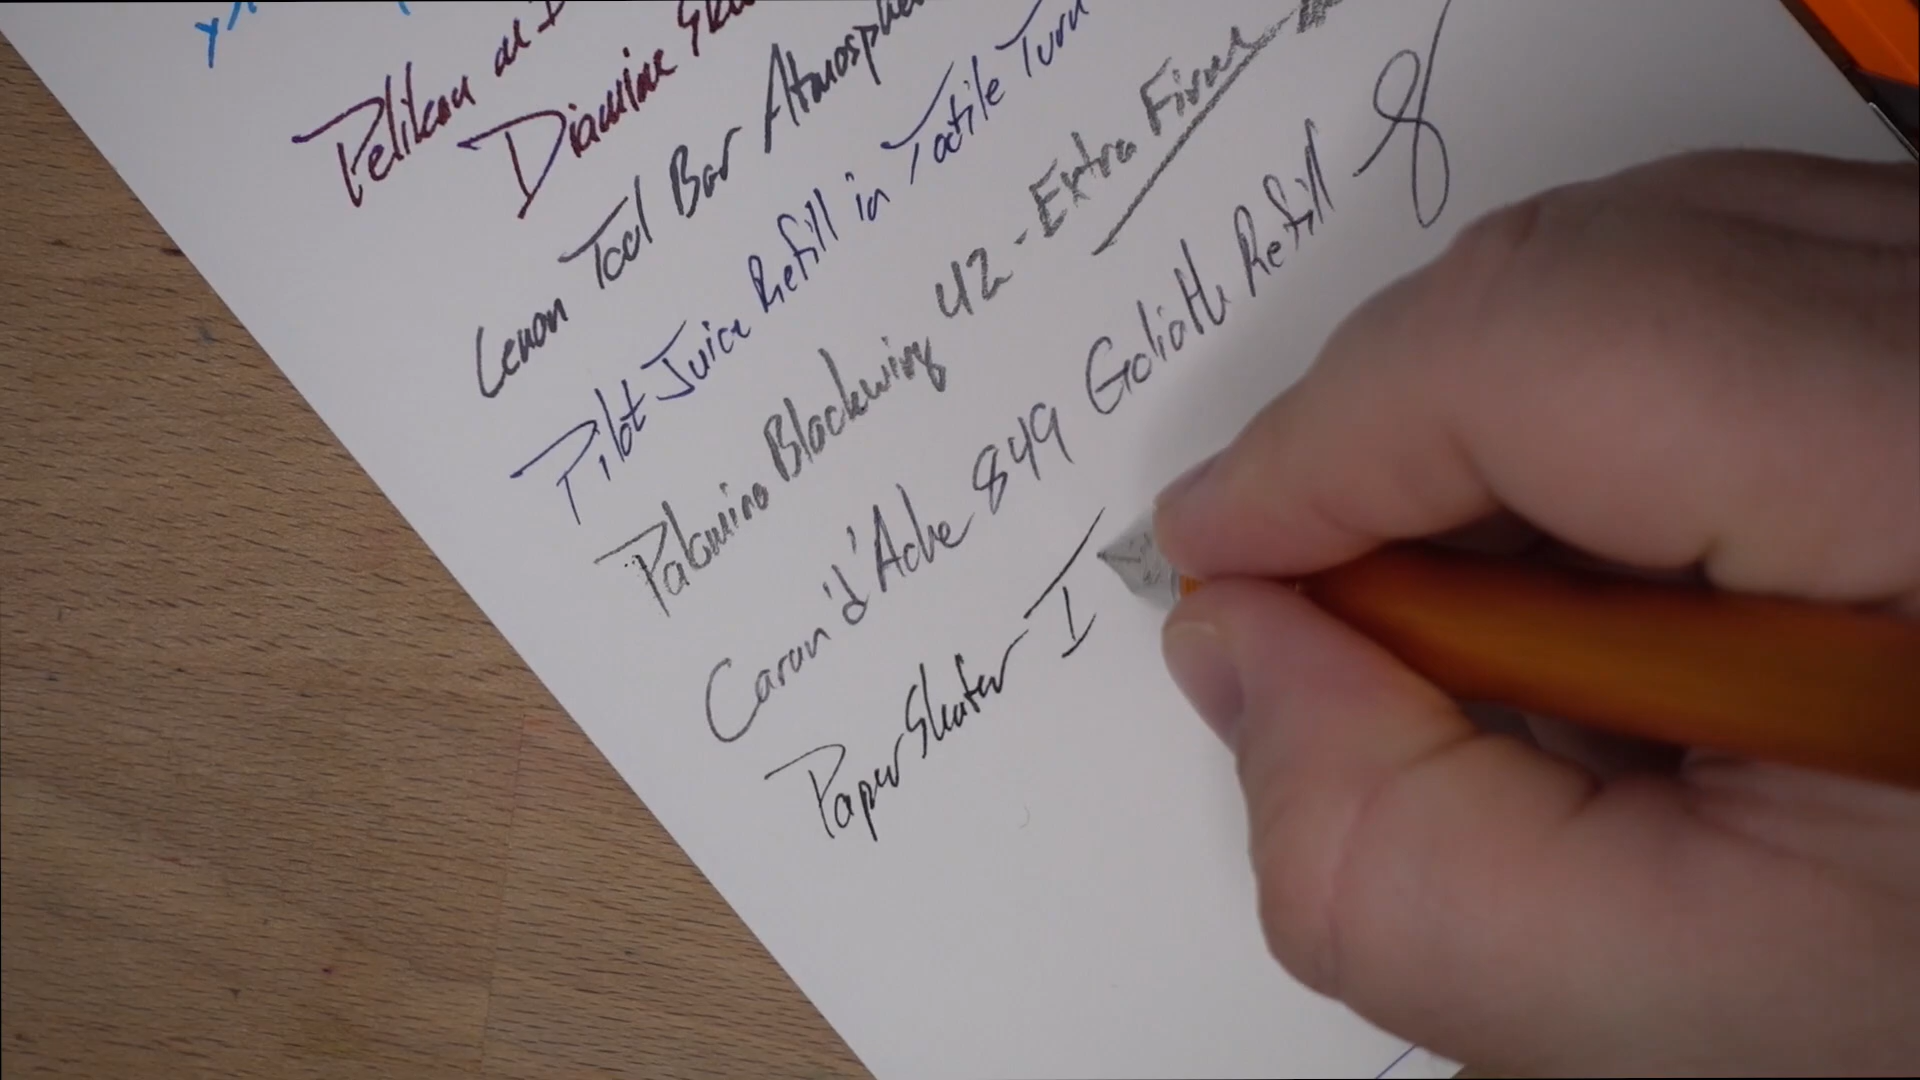 Pelikan
Diamine
Lemon Tool Bar Atmosphe
Pilot Juice Refill in Tactile Turn
Palomino Blackwing 42 - Extra Firm -
Caran 'd'Ache 849 Goliath Refill
Paper Skater I